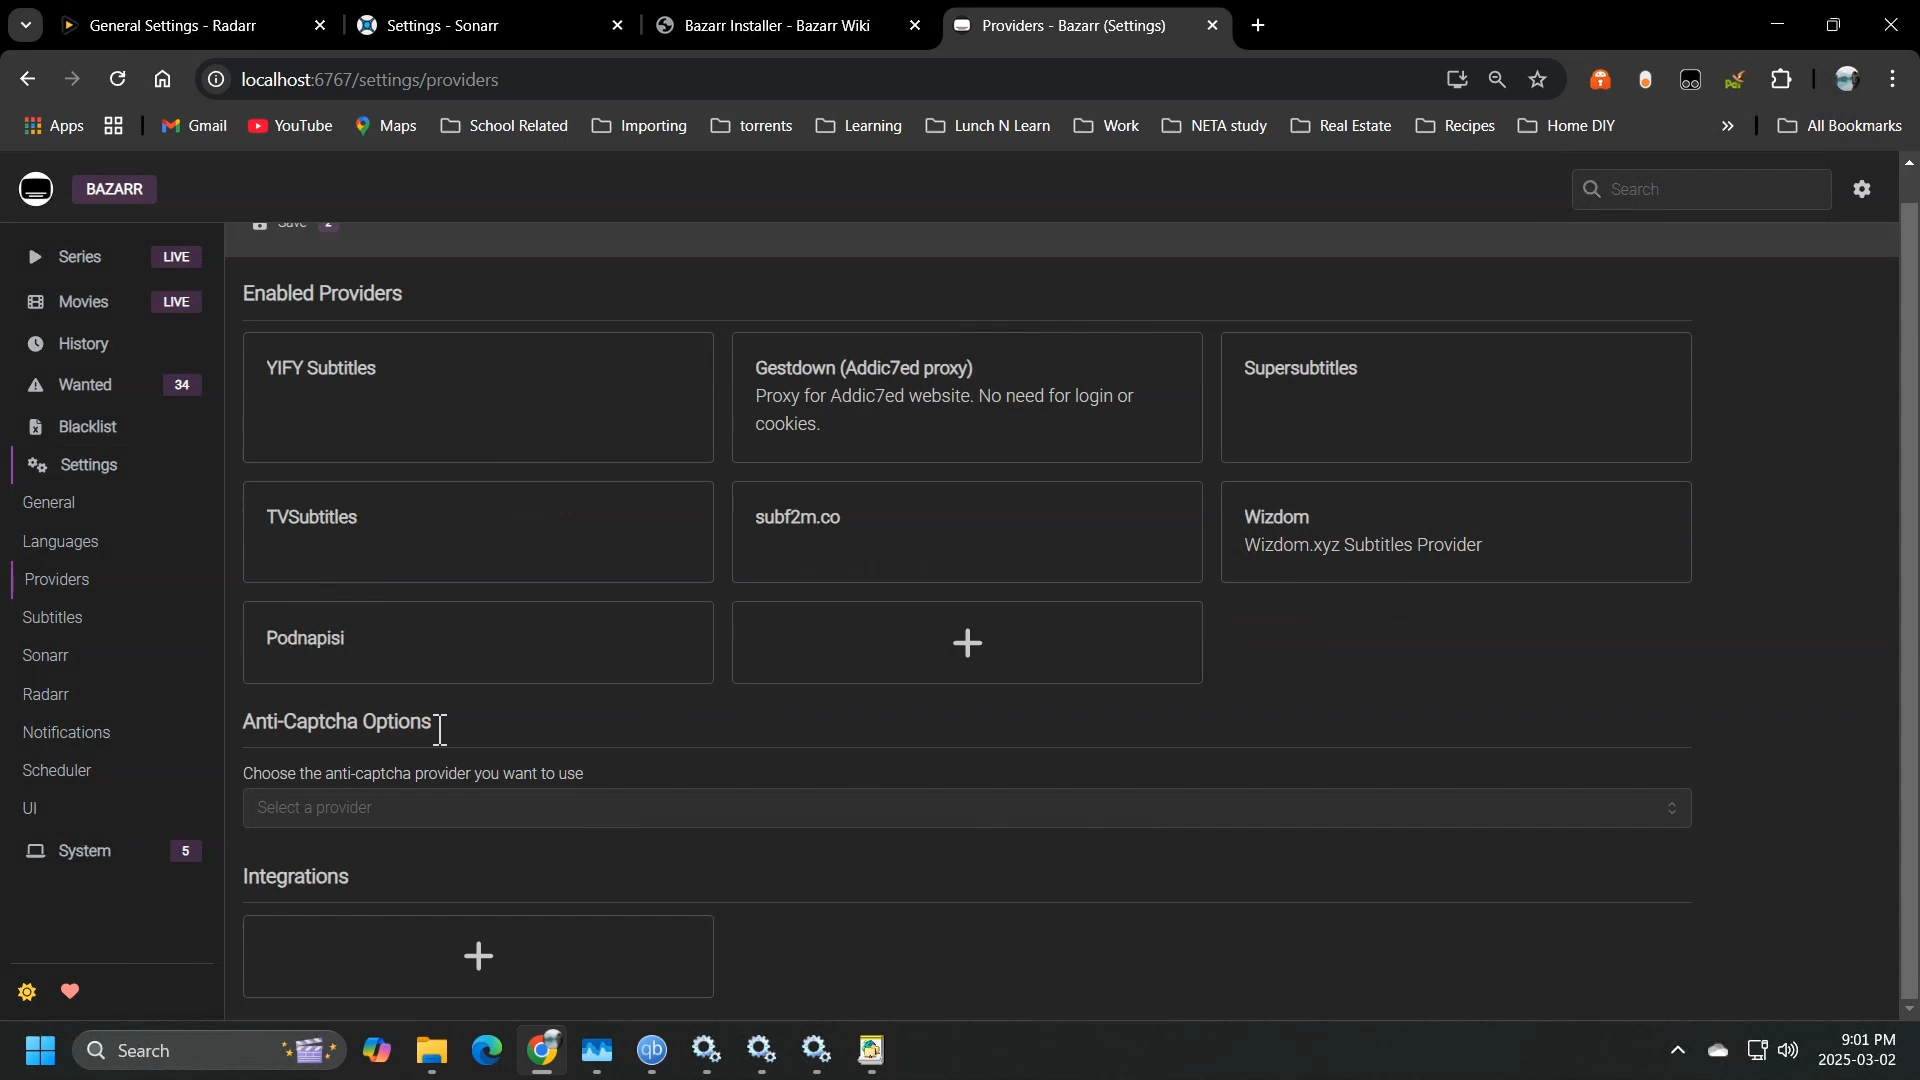 General Settings - Radarr
Settings - Sonarr
Bazarr Installer - Bazarr Wiki
Providers - Bazarr (Settings)
localhost:6767/settings/providers
Apps
Gmail
YouTube
Maps
School Related
Importing
torrents
Learning
Lunch N Learn
Work
NETA study
Real Estate
Recipes
Home DIY
All Bookmarks
BAZARR
Search
Save 2
Series LIVE
Movies LIVE
History
Wanted 34
Blacklist
Settings
General
Languages
Providers
Subtitles
Sonarr
Radarr
Notifications
Scheduler
UI
System 5
Enabled Providers
YIFY Subtitles
Gestdown (Addic7ed proxy)
Proxy for Addic7ed website. No need for login or
cookies.
Supersubtitles
TVSubtitles
subf2m.co
Wizdom
Wizdom.xyz Subtitles Provider
Podnapisi
Anti-Captcha Options
Choose the anti-captcha provider you want to use
Select a provider
Integrations
Search
qb
9:01 PM
2025-03-02